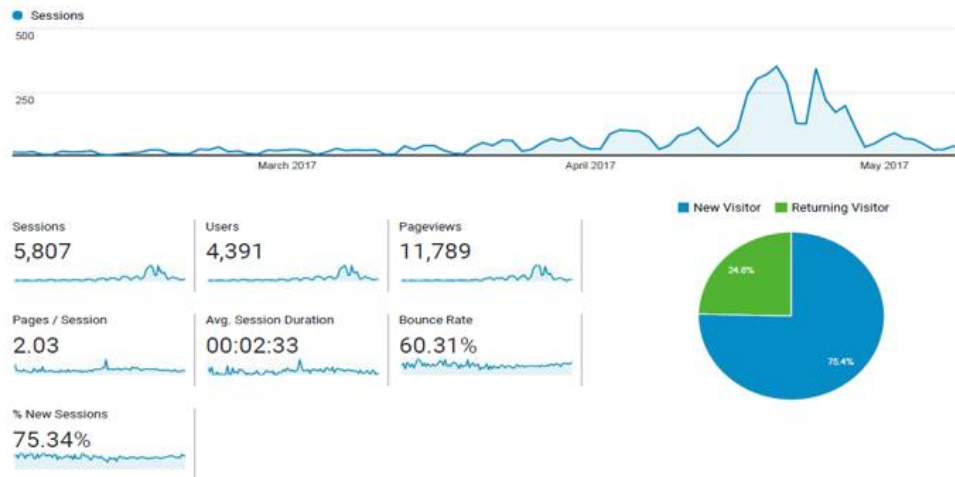 Sessions
500
250
March 2017
April 2017
May 2017
New Visitor
Returning Visitor
Sessions
Users
Pageviews
5,807
4,391
11,789
Pages / Session
Avg. Session Duration
Bounce Rate
2.03
00:02:33
60.31%
24.6%
75.4%
% New Sessions
75.34%